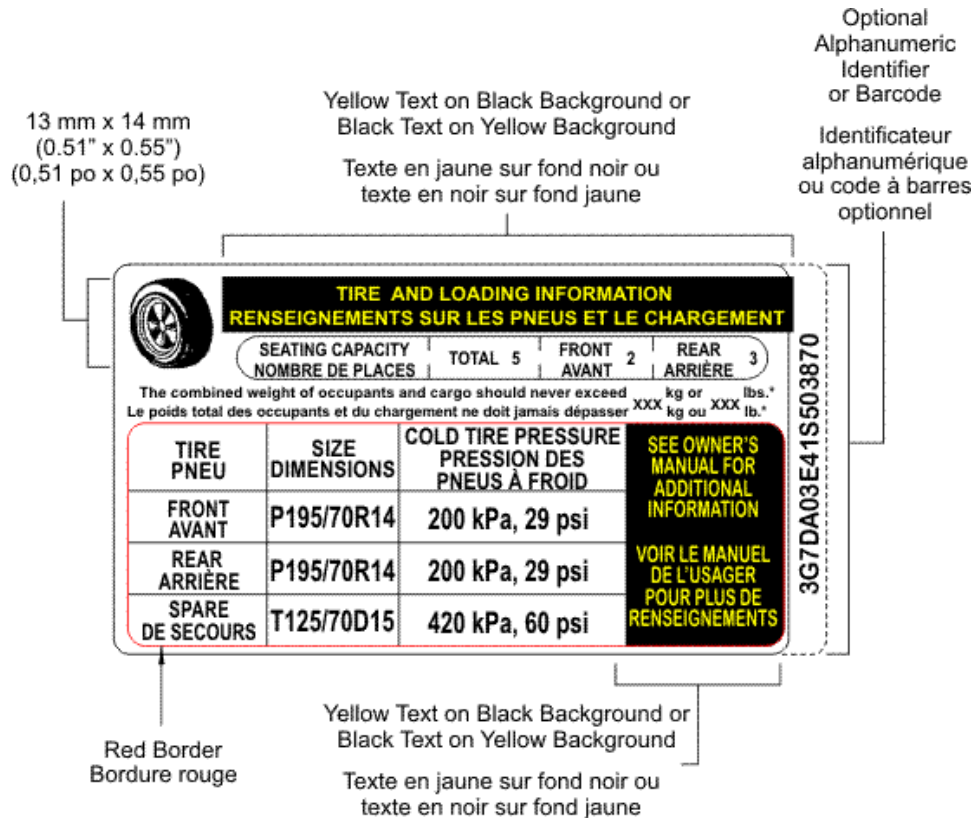 Optional
Alphanumeric
Identifier
or Barcode
Identificateur
alphanumérique
ou code à barres
optionnel
Yellow Text on Black Background or
Black Text on Yellow Background
Texte en jaune sur fond noir ou
texte en noir sur fond jaune
13 mm x 14 mm
(0.51” x 0.55”)
(0,51 po x 0,55 po)
TIRE AND LOADING INFORMATION
RENSEIGNEMENTS SUR LES PNEUS ET LE CHARGEMENT
SEATING CAPACITY
NOMBRE DE PLACES
TOTAL 5
FRONT
AVANT
2
REAR
ARRIÈRE
3
The combined weight of occupants and cargo should never exceed XXX kg or XXX lbs.*
Le poids total des occupants et du chargement ne doit jamais dépasser XXX kg ou XXX lb.*
TIRE
PNEU
SIZE
DIMENSIONS
COLD TIRE PRESSURE
PRESSION DES
PNEUS À FROID
FRONT
AVANT
P195/70R14
200 kPa, 29 psi
REAR
ARRIÈRE
P195/70R14
200 kPa, 29 psi
SPARE
DE SECOURS
T125/70D15
420 kPa, 60 psi
SEE OWNER’S
MANUAL FOR
ADDITIONAL
INFORMATION
VOIR LE MANUEL
DE L’USAGER
POUR PLUS DE
RENSEIGNEMENTS
3G7DA03E41S503870
Red Border
Bordure rouge
Yellow Text on Black Background or
Black Text on Yellow Background
Texte en jaune sur fond noir ou
texte en noir sur fond jaune